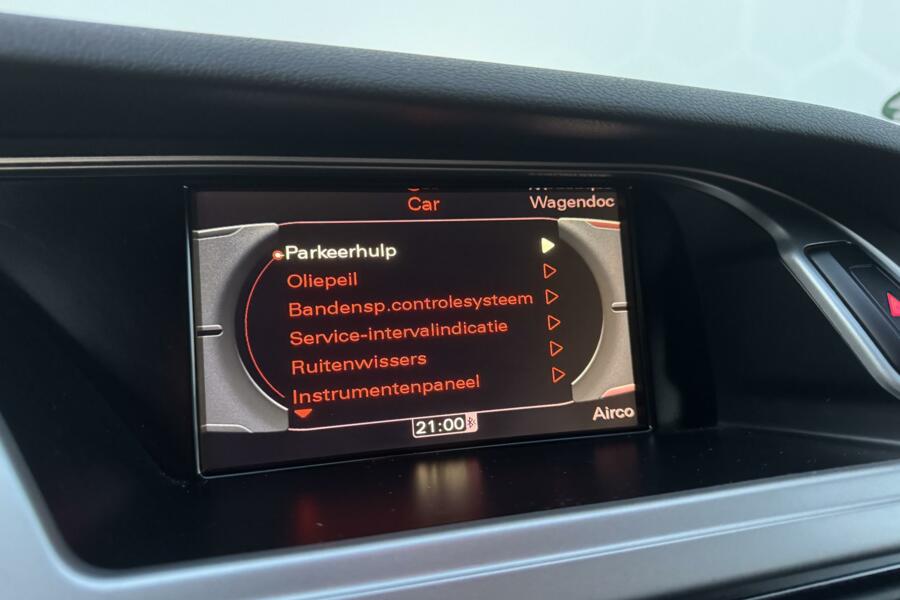 Car
Wagendoc
Parkeerhulp
Oliepeil
Bandensp.controlesysteem
Service-intervalindicatie
Ruitenwissers
Instrumentenpaneel
21:00
Airco